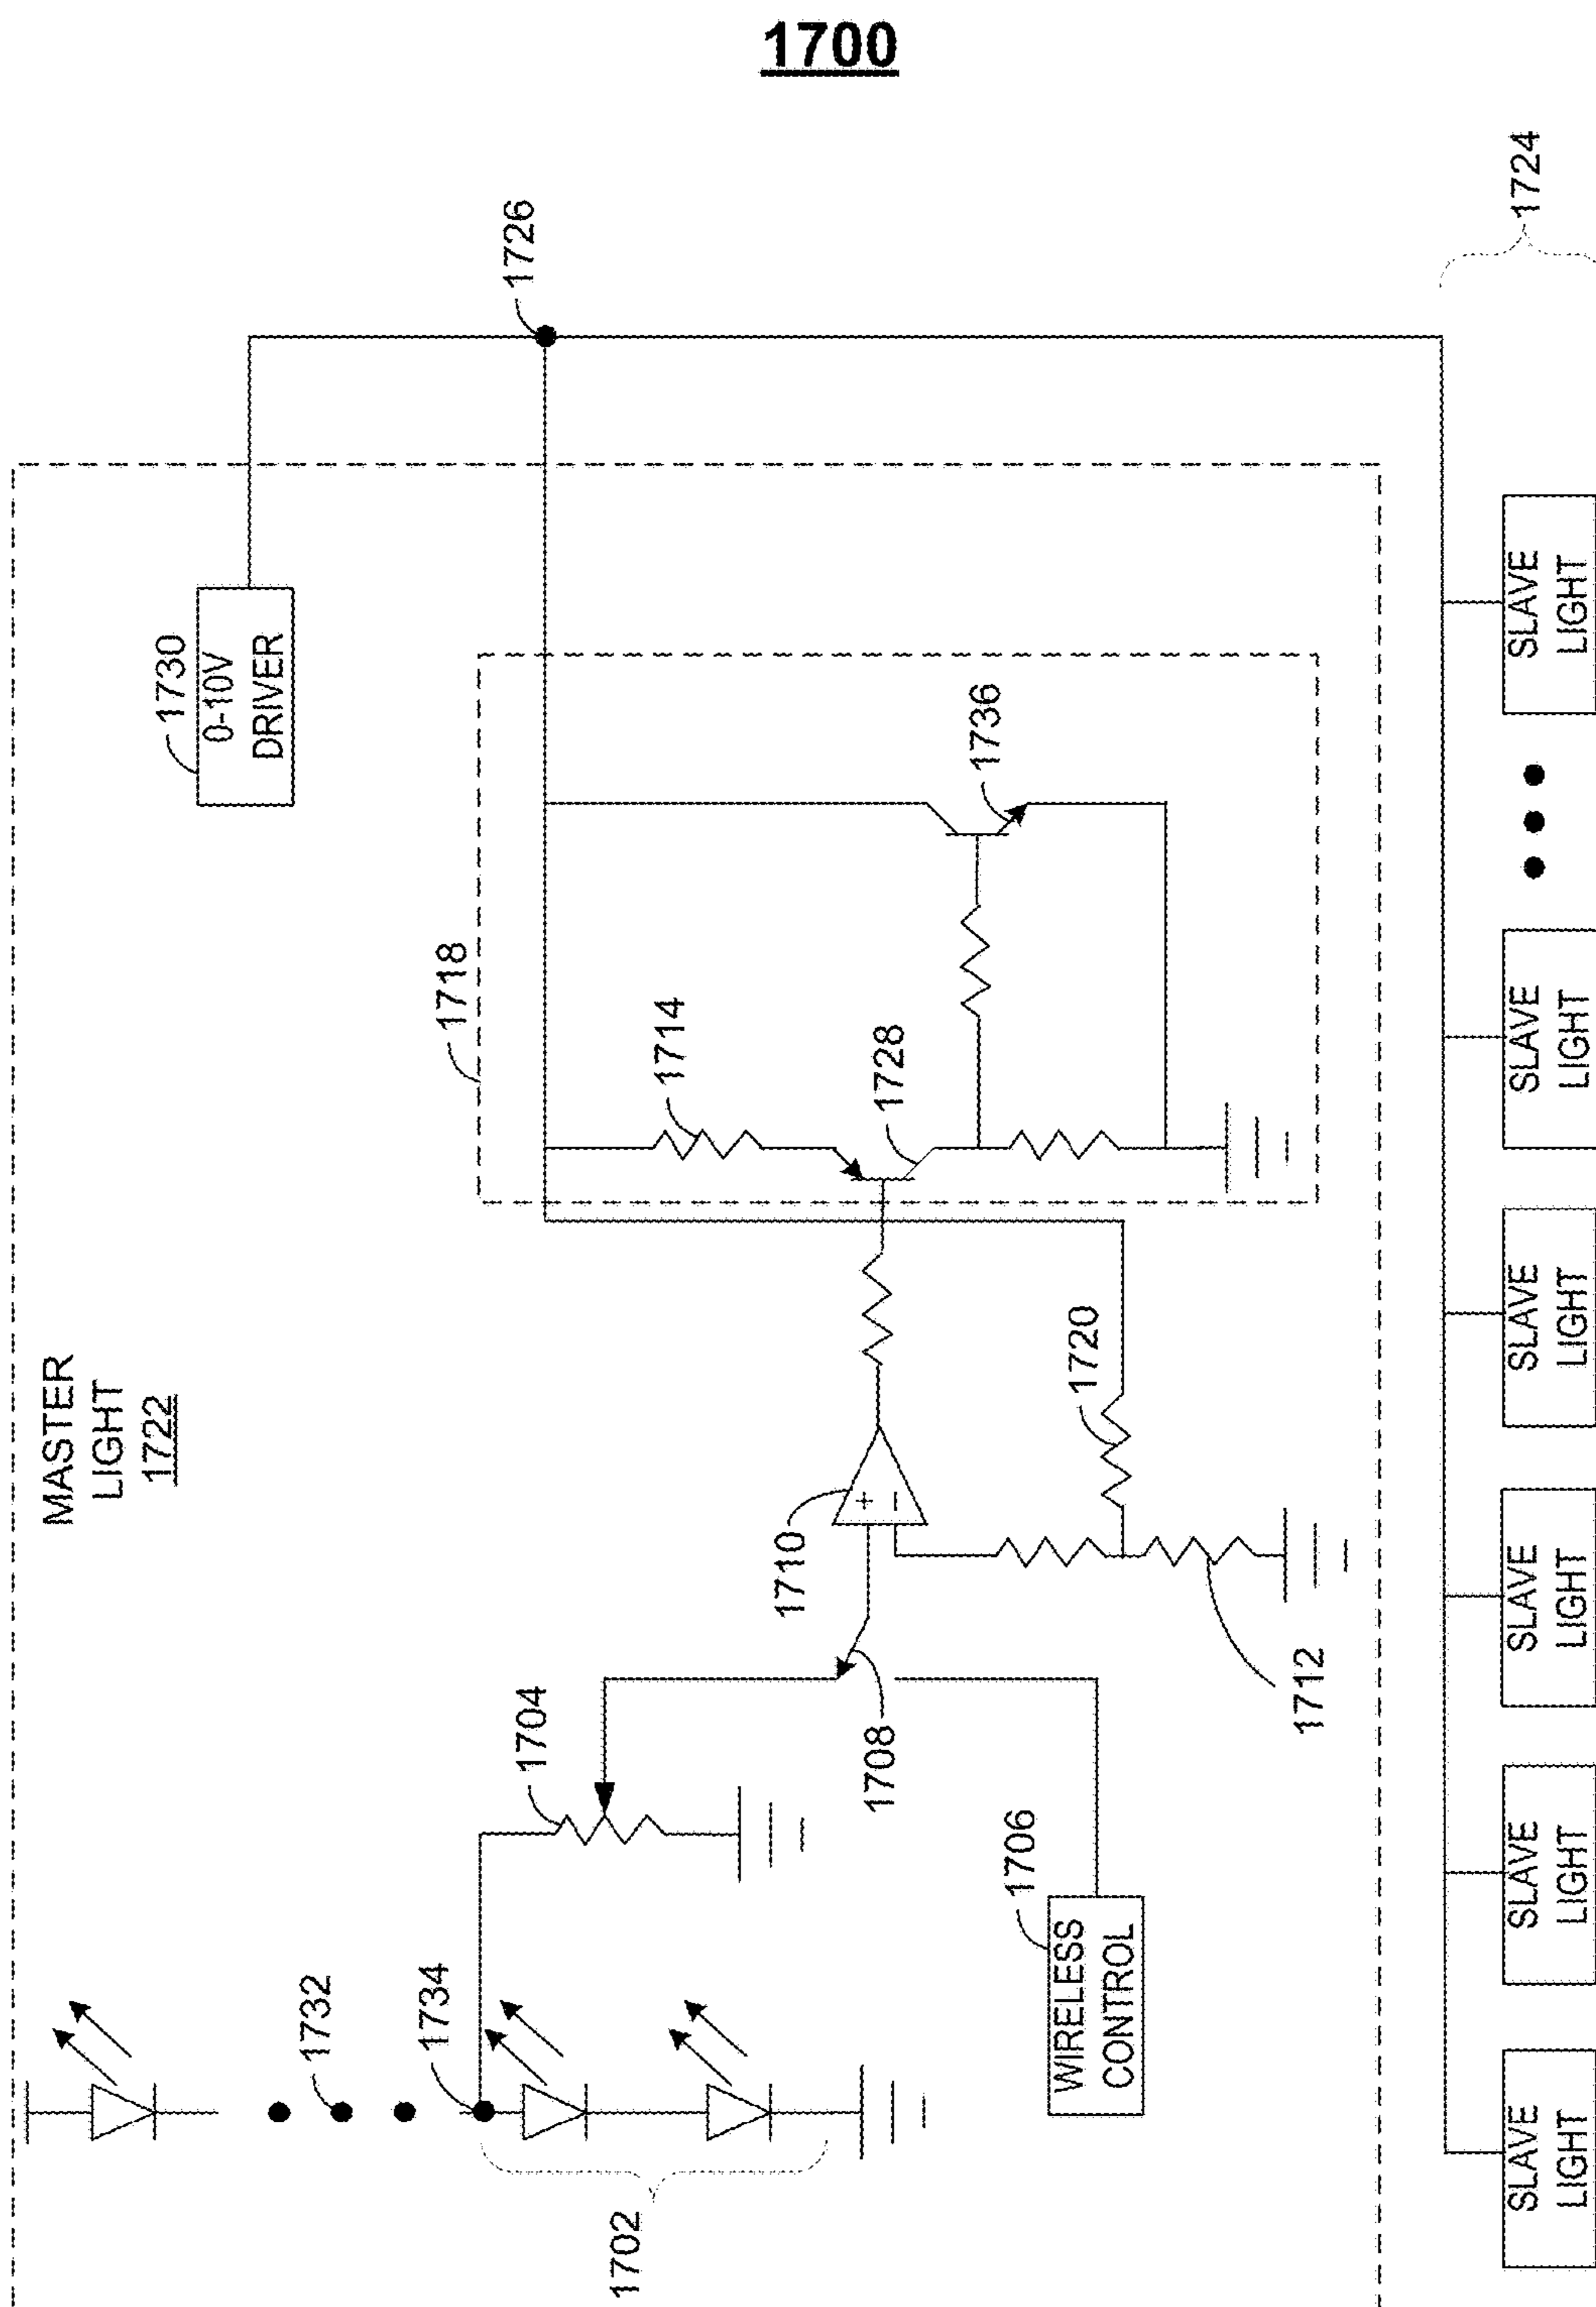 1700
MASTER
LIGHT
1722
1730
0-10V
DRIVER
1726
1718
1714
1728
1736
1710
+
−
1720
1712
1704
1708
1706
WIRELESS
CONTROL
1732
1734
1702
1724
SLAVE
LIGHT
SLAVE
LIGHT
SLAVE
LIGHT
SLAVE
LIGHT
SLAVE
LIGHT
SLAVE
LIGHT